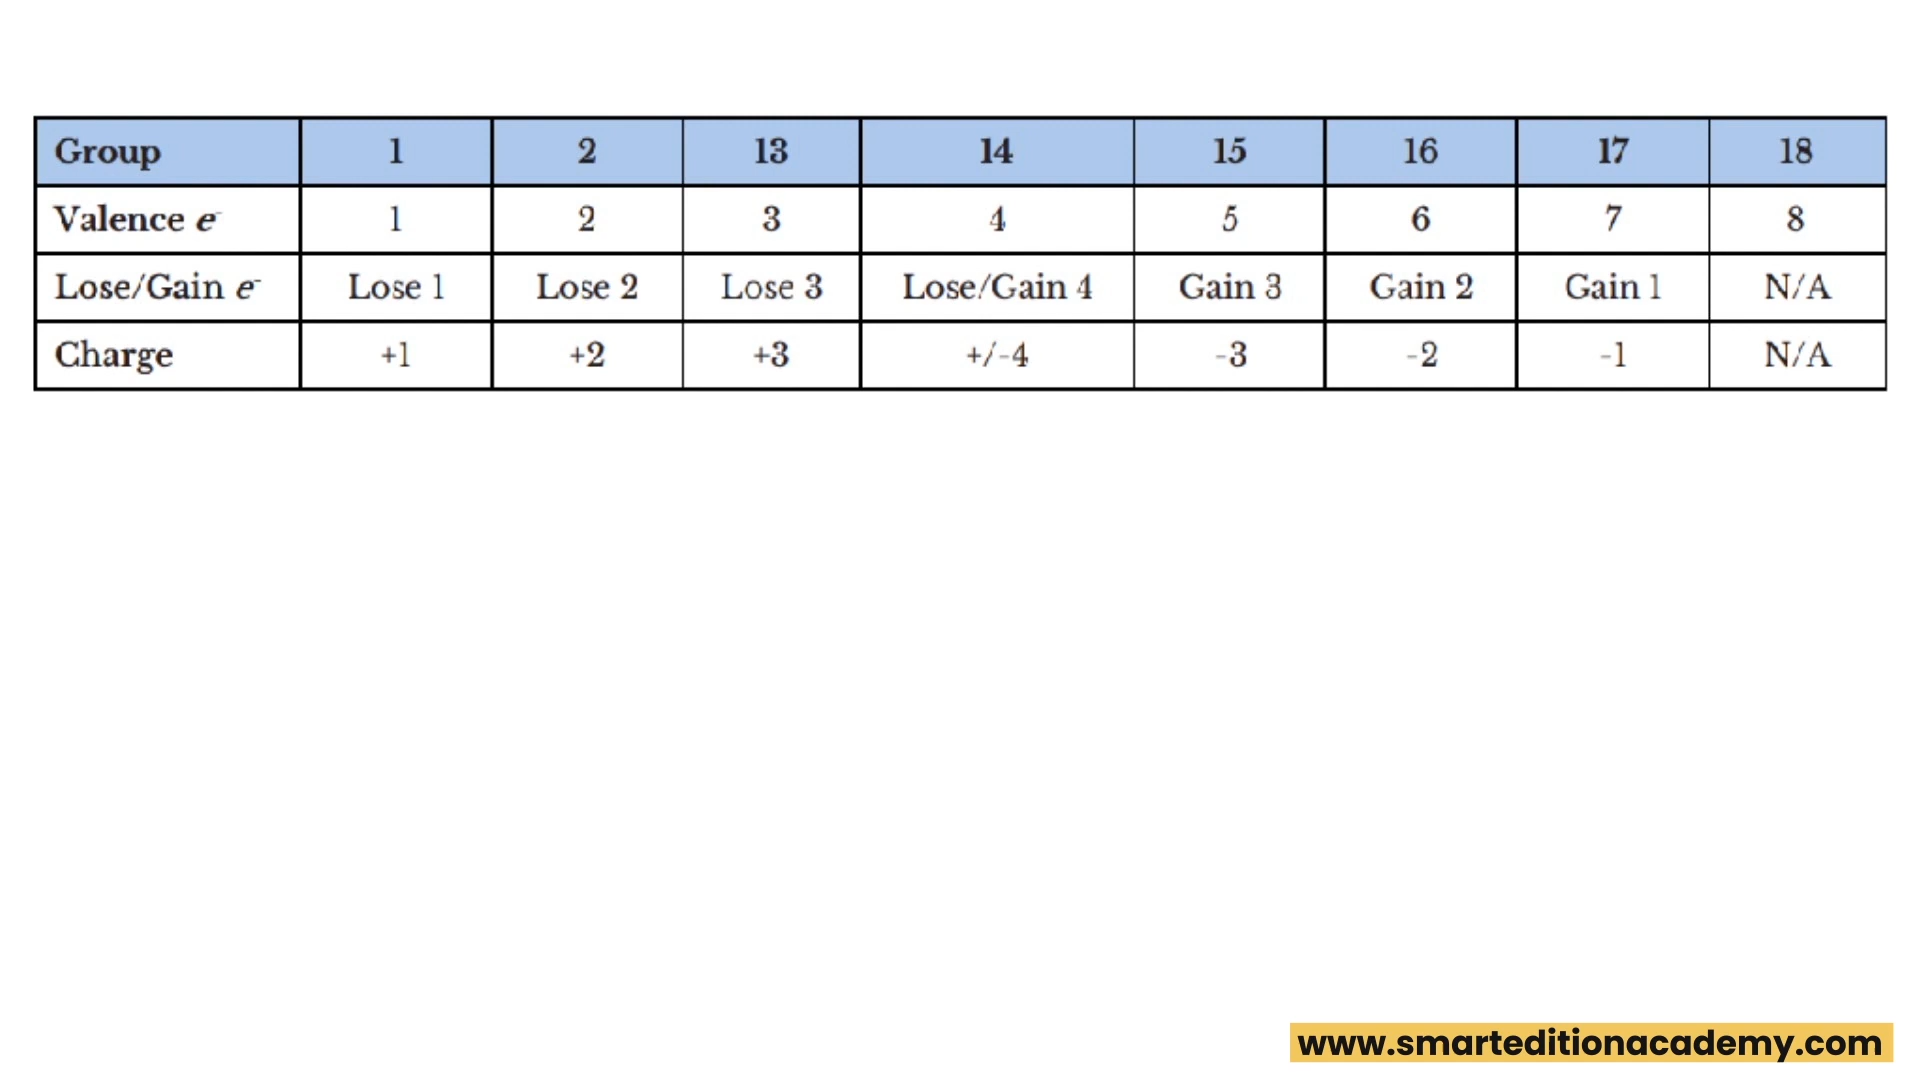 Group 1 2 13 14 15 16 17 18
Valence e⁻ 1 2 3 4 5 6 7 8
Lose/Gain e⁻ Lose 1 Lose 2 Lose 3 Lose/Gain 4 Gain 3 Gain 2 Gain 1 N/A
Charge +1 +2 +3 +/-4 -3 -2 -1 N/A
www.smarteditionacademy.com